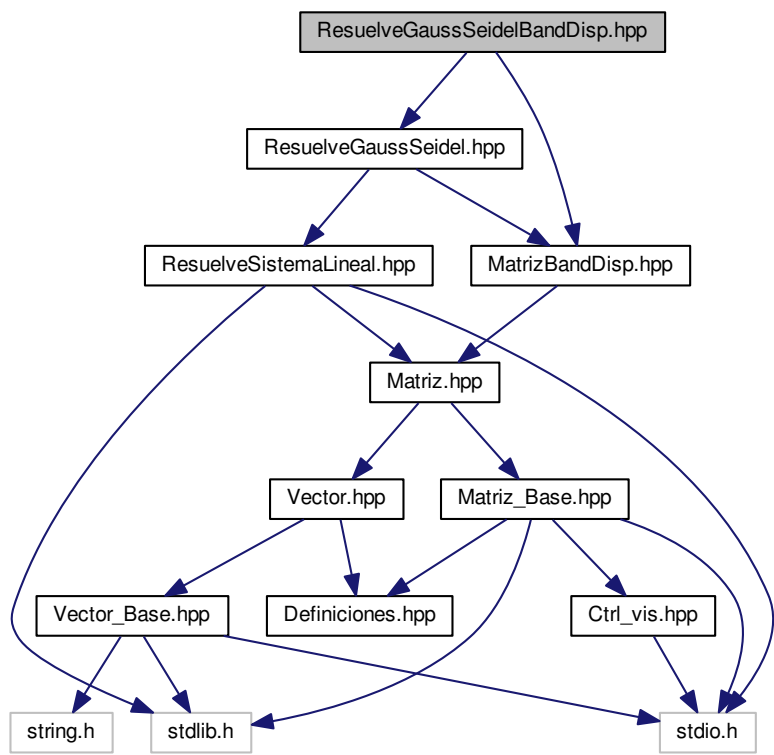 ResuelveGaussSeidelBandDisp.hpp
ResuelveGaussSeidel.hpp
ResuelveSistemaLineal.hpp
MatrizBandDisp.hpp
Matriz.hpp
Vector.hpp
Matriz_Base.hpp
Vector_Base.hpp
Definiciones.hpp
Ctrl_vis.hpp
string.h
stdlib.h
stdio.h